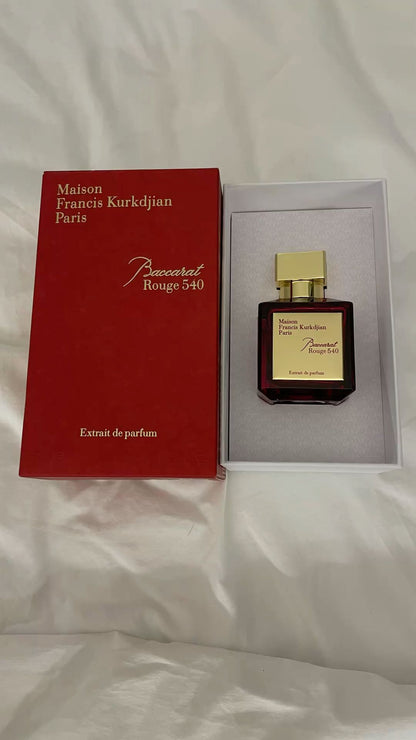 Maison
Francis Kurkdjian
Paris
Baccarat
Rouge 540
Extrait de parfum
Maison
Francis Kurkdjian
Paris
Baccarat
Rouge 540
Extrait de parfum